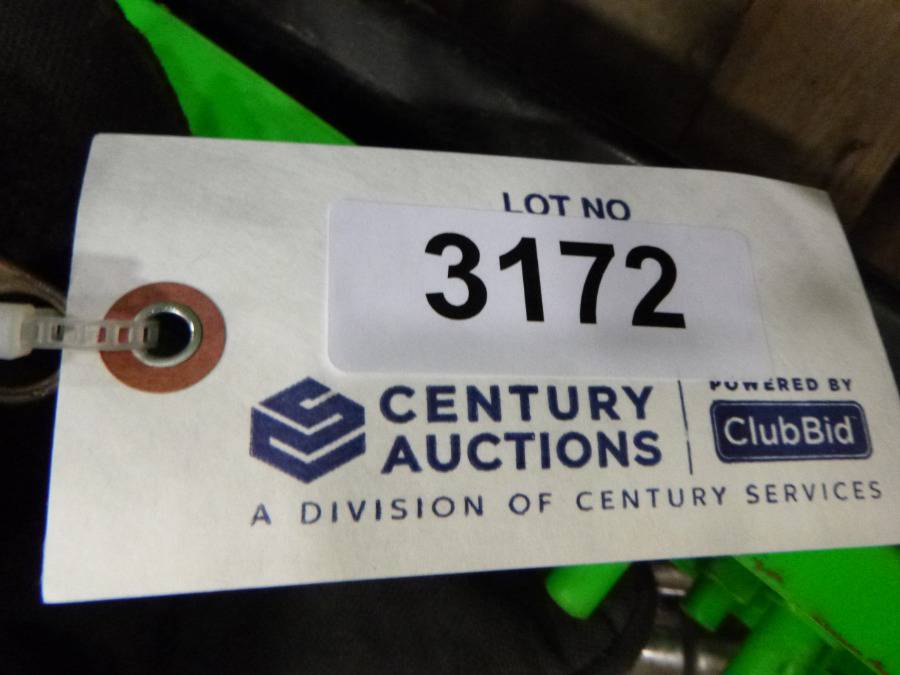 LOT NO
3172
CENTURY
AUCTIONS
POWERED BY
ClubBid
A DIVISION OF CENTURY SERVICES